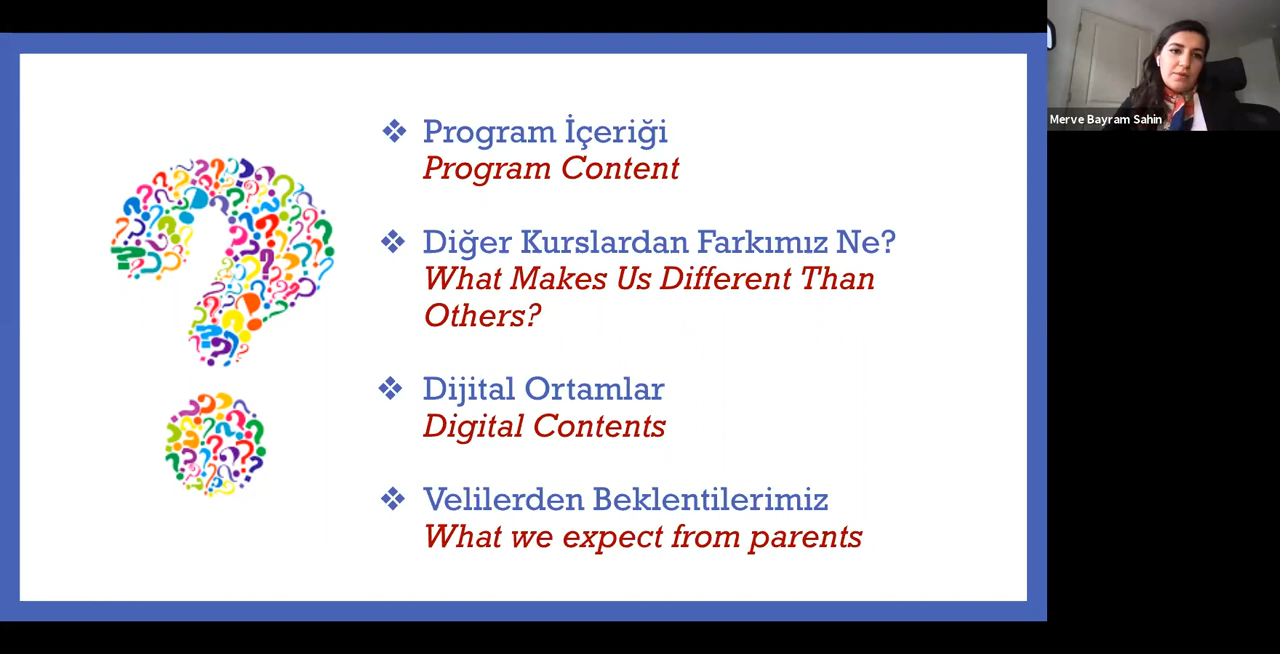 Program İçeriği
Program Content
Diğer Kurslardan Farkımız Ne?
What Makes Us Different Than
Others?
Dijital Ortamlar
Digital Contents
Velilerden Beklentilerimiz
What we expect from parents
Merve Bayram Sahin